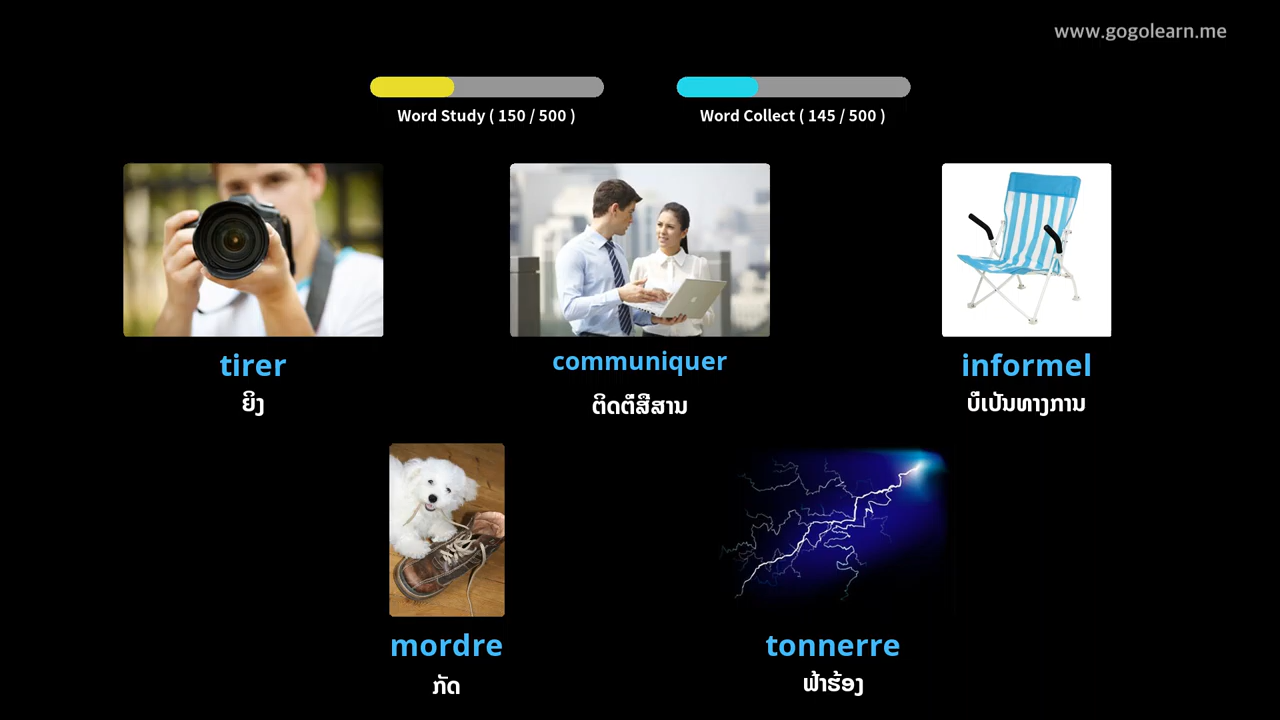 www.gogolearn.me
Word Study ( 150 / 500 )
Word Collect ( 145 / 500 )
tirer
ຍິງ
communiquer
ຕິດຕໍ່ສື່ສານ
informel
ບໍ່ເປັນທາງການ
mordre
ກັດ
tonnerre
ຟ້າຮ້ອງ